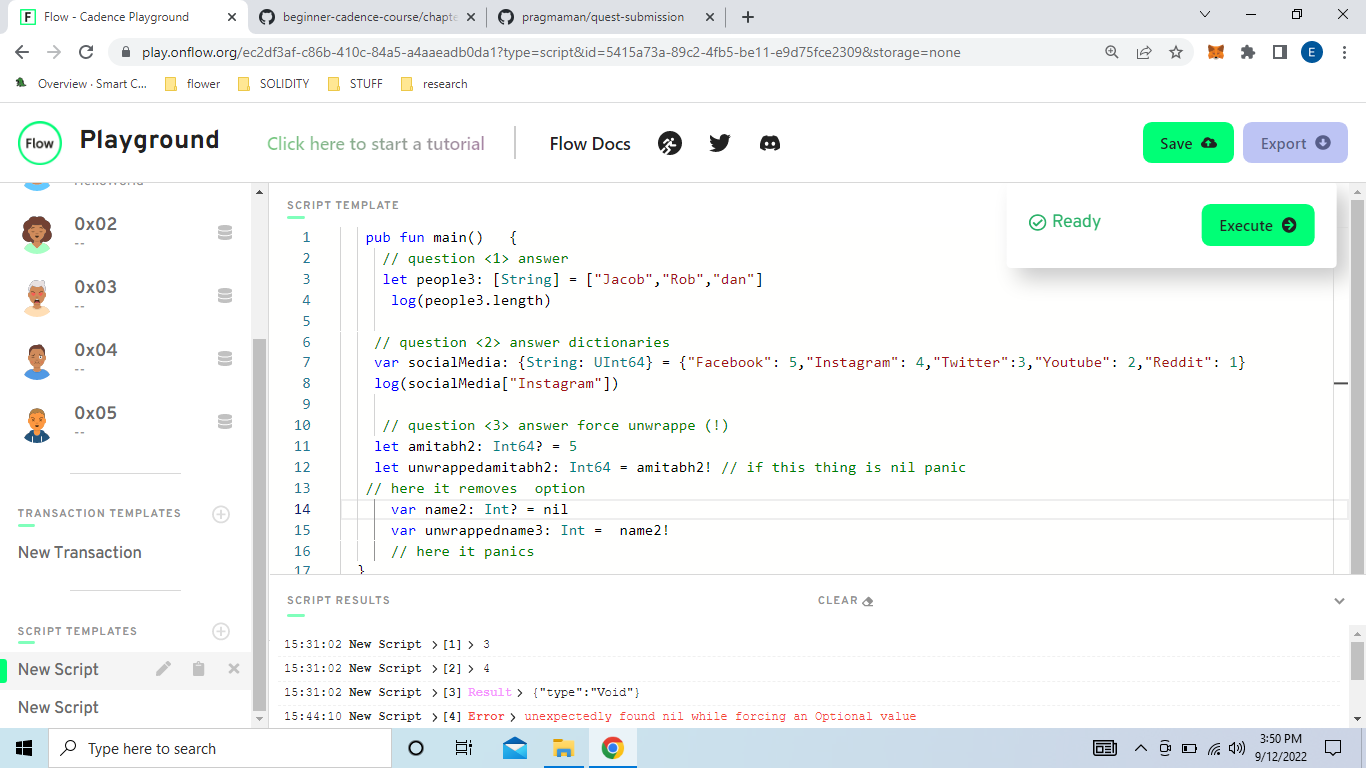 Flow - Cadence Playground
beginner-cadence-course/chapte
pragmaman/quest-submission
play.onflow.org/ec2df3af-c86b-410c-84a5-a4aaeadb0da1?type=script&id=5415a73a-89c2-4fb5-be11-e9d75fce2309&storage=none
E
Overview · Smart C...
flower
SOLIDITY
STUFF
research
Flow
Playground
Click here to start a tutorial
Flow Docs
Save
Export
HelloWorld
0x02
--
0x03
--
0x04
--
0x05
--
TRANSACTION TEMPLATES
New Transaction
SCRIPT TEMPLATES
New Script
New Script
SCRIPT TEMPLATE
Ready
Execute
1 pub fun main()   {
2 // question <1> answer
3 let people3: [String] = ["Jacob","Rob","dan"]
4 log(people3.length)
5
6 // question <2> answer dictionaries
7 var socialMedia: {String: UInt64} = {"Facebook": 5,"Instagram": 4,"Twitter":3,"Youtube": 2,"Reddit": 1}
8 log(socialMedia["Instagram"])
9
10 // question <3> answer force unwrappe (!)
11 let amitabh2: Int64? = 5
12 let unwrappedamitabh2: Int64 = amitabh2! // if this thing is nil panic
13 // here it removes  option
14 var name2: Int? = nil
15 var unwrappedname3: Int =  name2!
16 // here it panics
17 }
SCRIPT RESULTS
CLEAR
15:31:02 New Script > [1] > 3
15:31:02 New Script > [2] > 4
15:31:02 New Script > [3] Result > {"type":"Void"}
15:44:10 New Script > [4] Error > unexpectedly found nil while forcing an Optional value
Type here to search
3:50 PM
9/12/2022